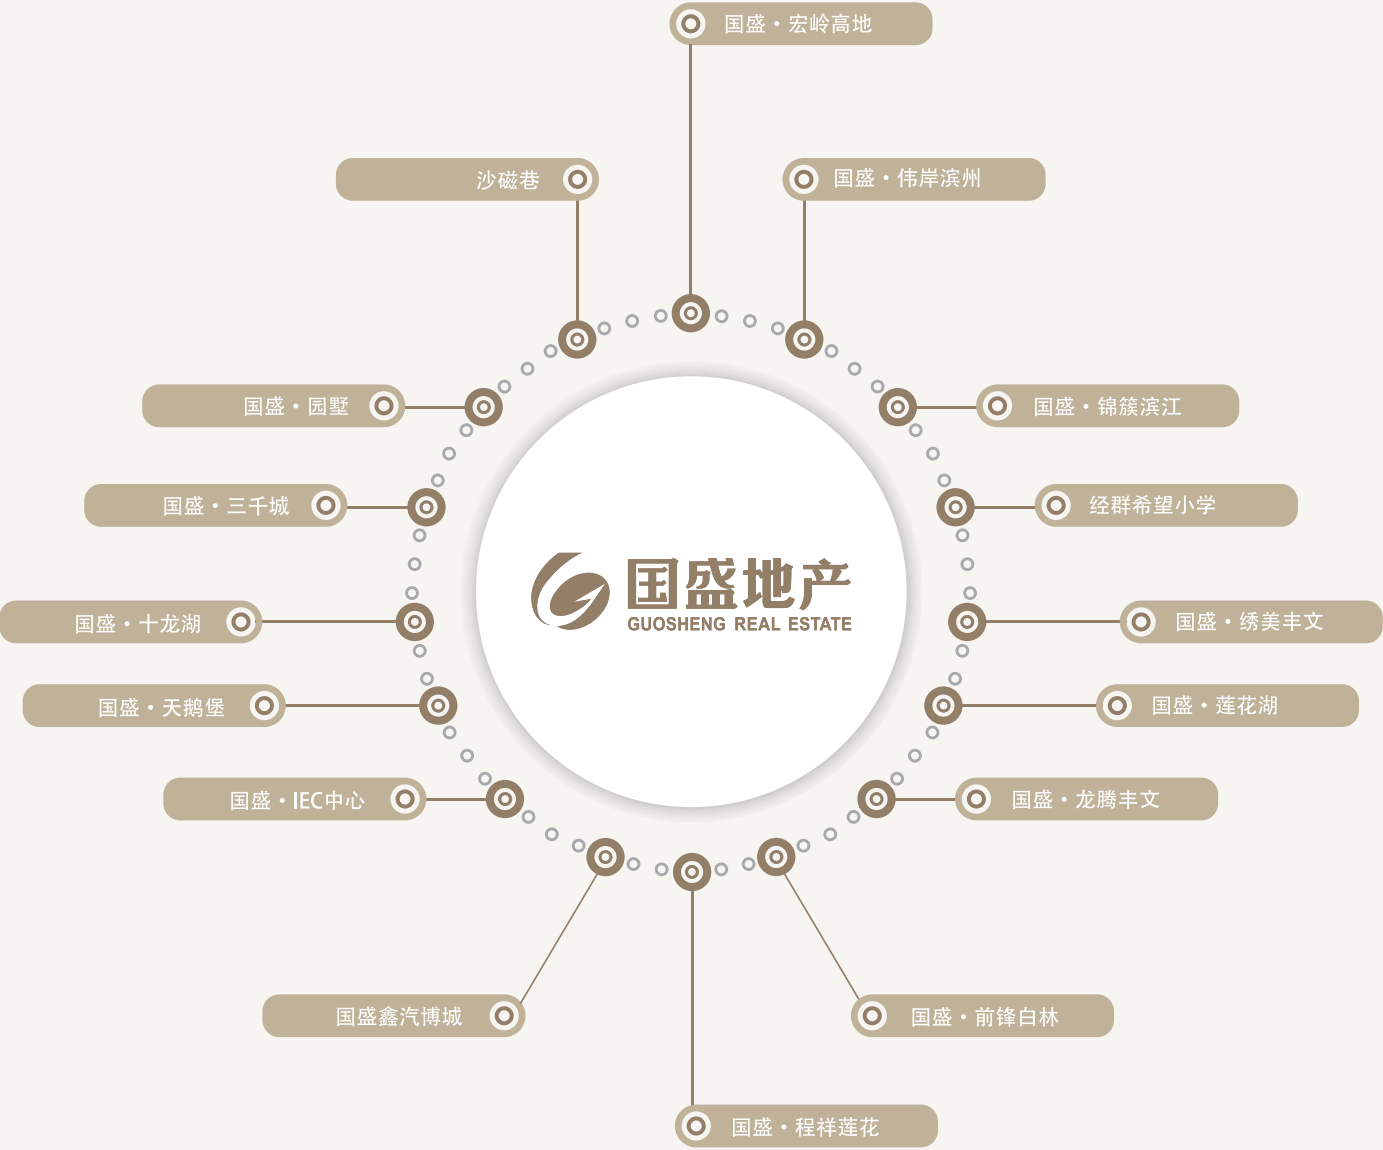 国盛·宏岭高地
沙磁巷
国盛·伟岸滨州
国盛·园墅
国盛·锦簇滨江
国盛·三千城
经群希望小学
国盛地产
GUOSHENG REAL ESTATE
国盛·十龙湖
国盛·绣美丰文
国盛·天鹅堡
国盛·莲花湖
国盛·IEC中心
国盛·龙腾丰文
国盛鑫汽博城
国盛·前锋白林
国盛·程祥莲花